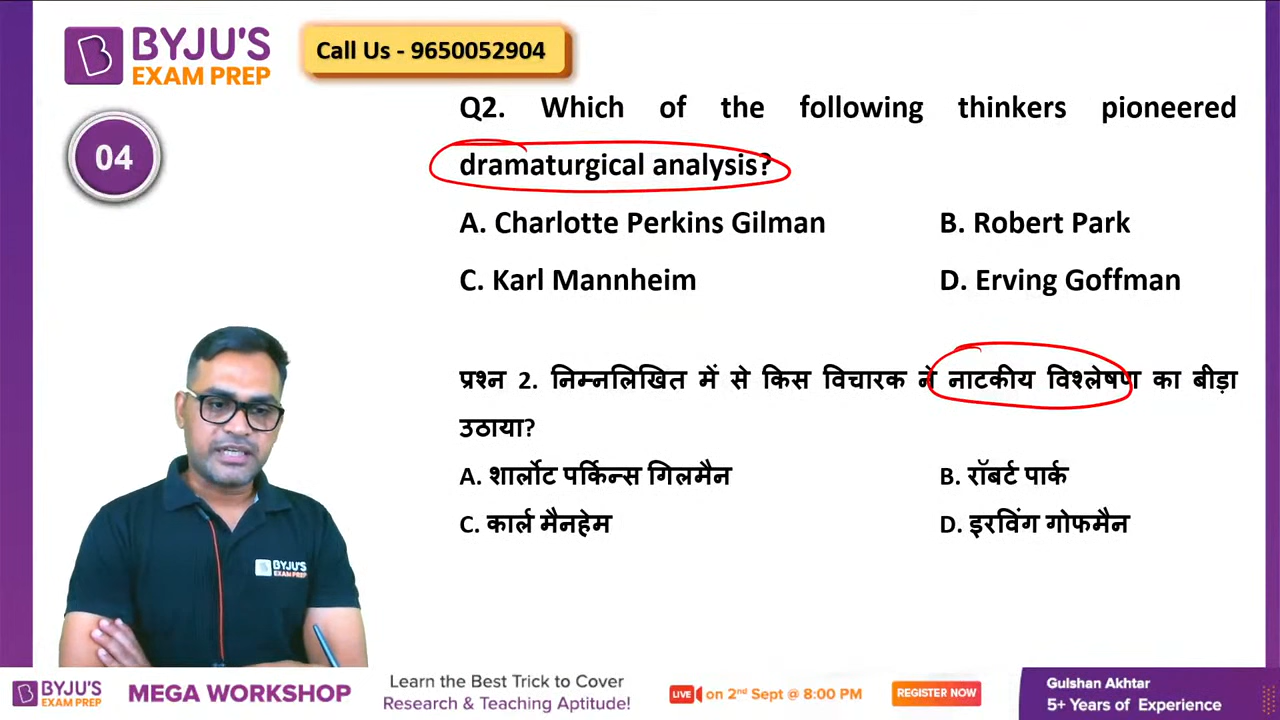 BYJU'S
EXAM PREP
Call Us - 9650052904
04
Q2. Which of the following thinkers pioneered
dramaturgical analysis?
A. Charlotte Perkins Gilman B. Robert Park
C. Karl Mannheim D. Erving Goffman
प्रश्न 2. निम्नलिखित में से किस विचारक ने नाटकीय विश्लेषण का बीड़ा
उठाया?
A. शार्लोट पर्किन्स गिलमैन B. रॉबर्ट पार्क
C. कार्ल मैनहेम D. इरविंग गोफमैन
BYJU'S
EXAM PREP
BYJU'S
EXAM PREP
MEGA WORKSHOP
Learn the Best Trick to Cover
Research & Teaching Aptitude!
LIVE on 2nd Sept @ 8:00 PM
REGISTER NOW
Gulshan Akhtar
5+ Years of Experience